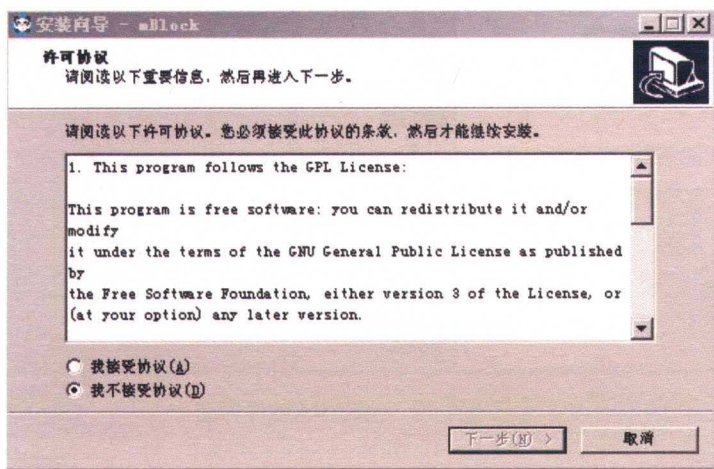 安装向导 - mBlock
许可协议
请阅读以下重要信息，然后再进入下一步。
请阅读以下许可协议。您必须接受此协议的条款，然后才能继续安装。
1. This program follows the GPL License:
This program is free software: you can redistribute it and/or
modify
it under the terms of the GNU General Public License as published
by
the Free Software Foundation, either version 3 of the License, or
(at your option) any later version.
我接受协议(A)
我不接受协议(D)
下一步(N) >
取消